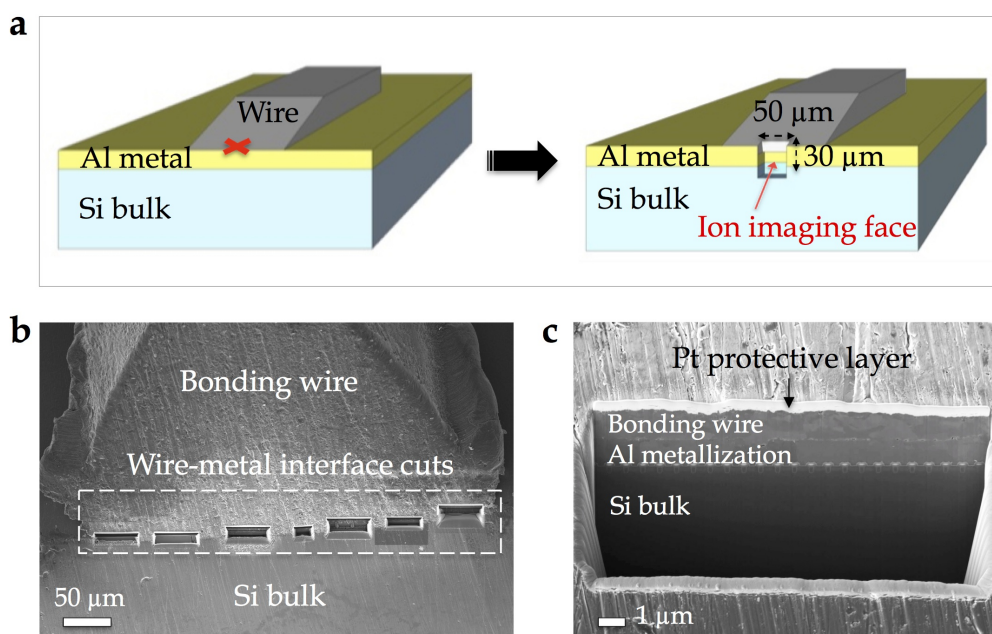 a
Wire
Al metal
Si bulk
50 µm
Al metal
30 µm
Si bulk
Ion imaging face
b
Bonding wire
Wire-metal interface cuts
Si bulk
50 µm
c
Pt protective layer
Bonding wire
Al metallization
Si bulk
1 µm